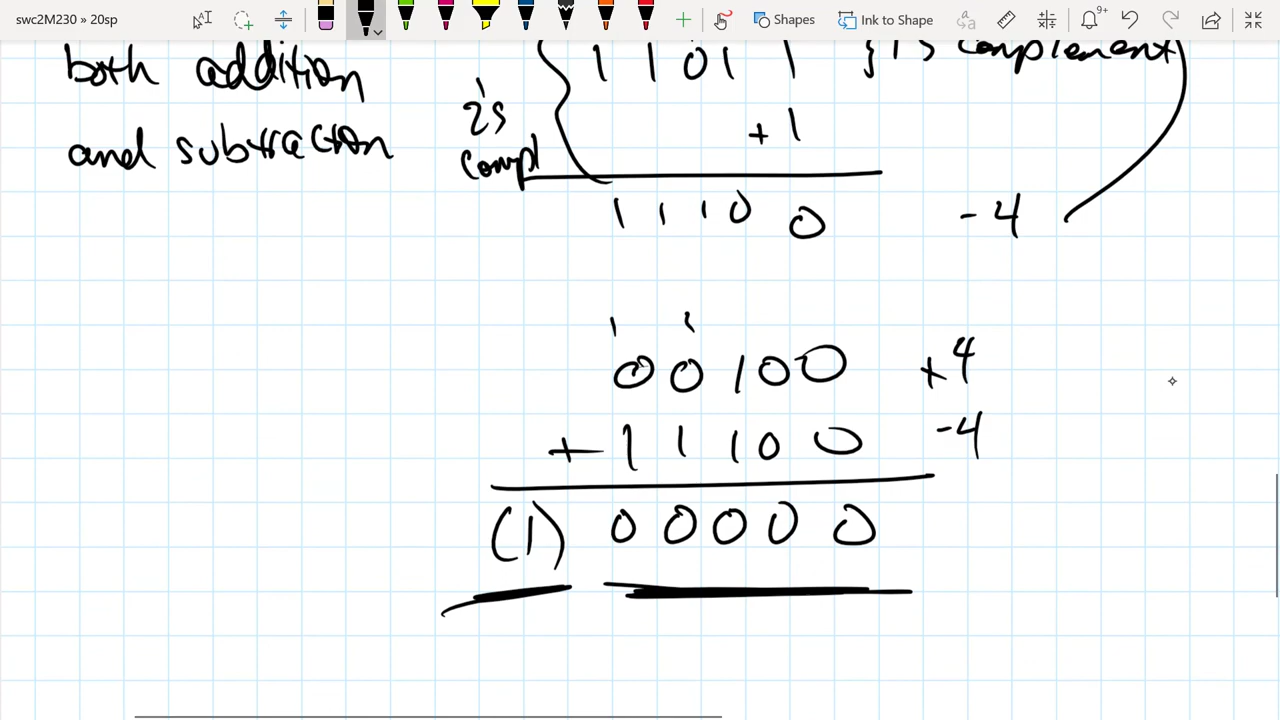 swc2M230 » 20sp
Shapes
Ink to Shape
9+
both addition
and subtraction
1 1 0 1 1 } 1's complement
2's
compl
+ 1
1 1 1 0 0 - 4
1 1
0 0 1 0 0 + 4
+ 1 1 1 0 0 - 4
(1) 0 0 0 0 0